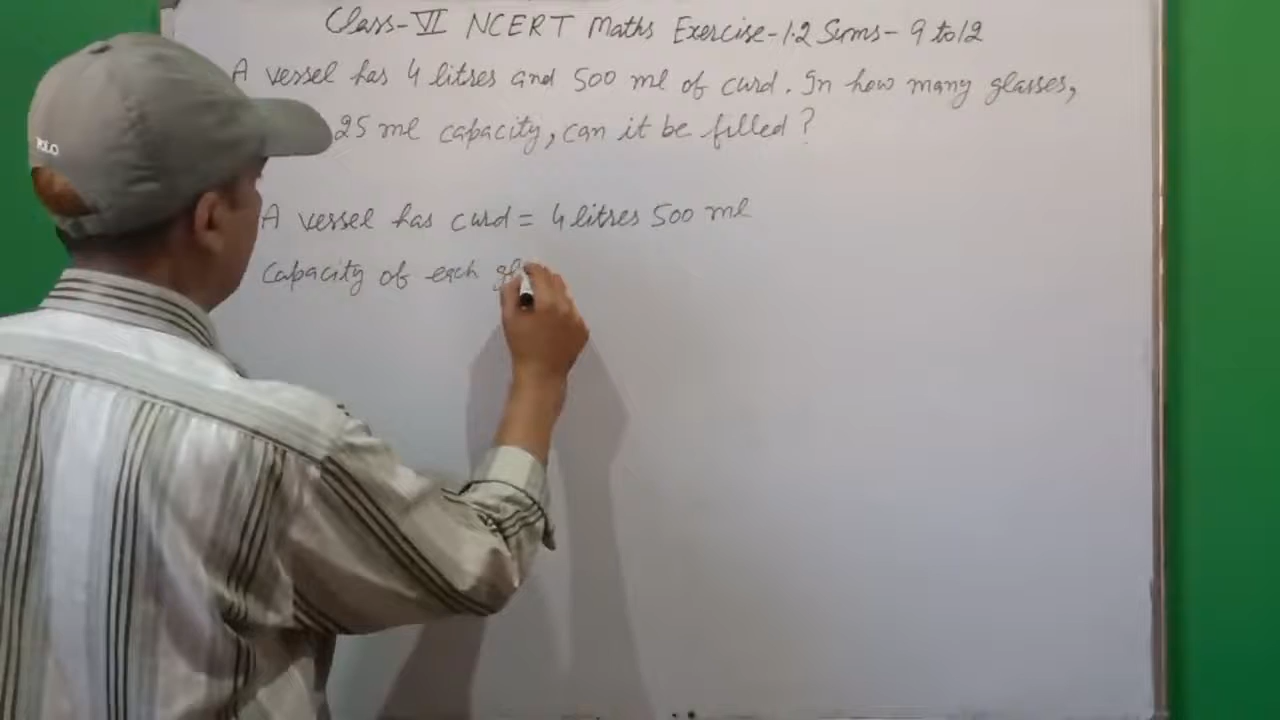 Class-VI NCERT Maths Exercise-1.2 Sums- 9 to 12
A vessel has 4 litres and 500 ml of curd. In how many glasses,
25 ml capacity, can it be filled?
A vessel has curd = 4 litres 500 ml
Capacity of each
POLO